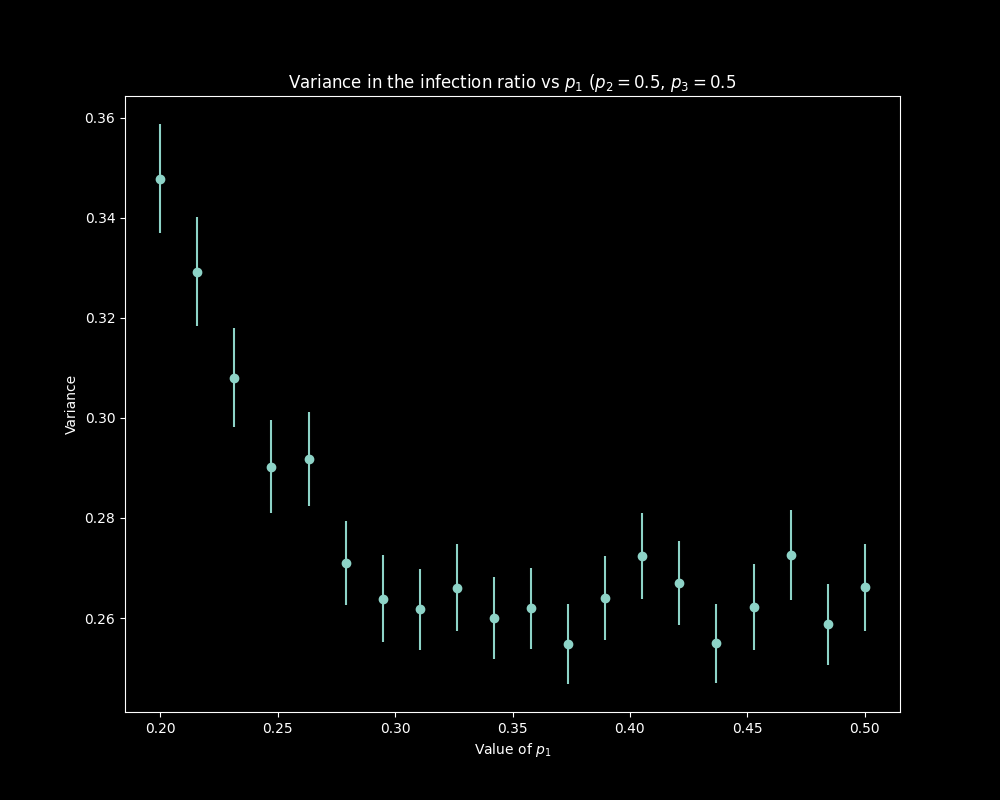 Variance in the infection ratio vs p₁ (p₂ = 0.5, p₃ = 0.5
0.36
0.34
0.32
0.30
0.28
0.26
Variance
0.20 0.25 0.30 0.35 0.40 0.45 0.50
Value of p₁